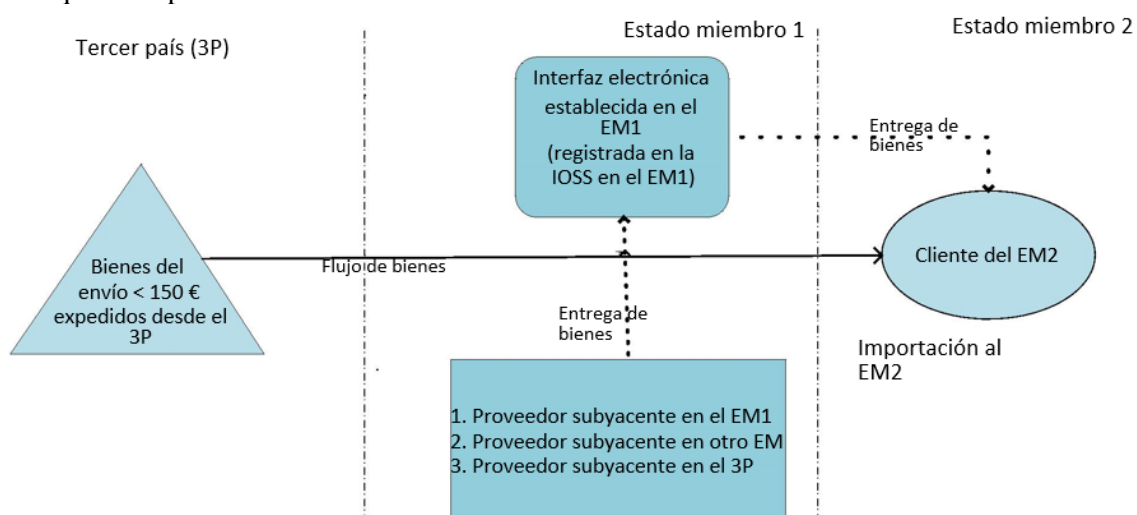 Tercer país (3P)
Estado miembro 1
Estado miembro 2
Interfaz electrónica
establecida en el
EM1
(registrada en la
IOSS en el EM1)
Entrega de
bienes
Bienes del
envío < 150 €
expedidos desde el
3P
Flujo de bienes
Cliente del EM2
Entrega de
bienes
Importación al
EM2
1. Proveedor subyacente en el EM1
2. Proveedor subyacente en otro EM
3. Proveedor subyacente en el 3P